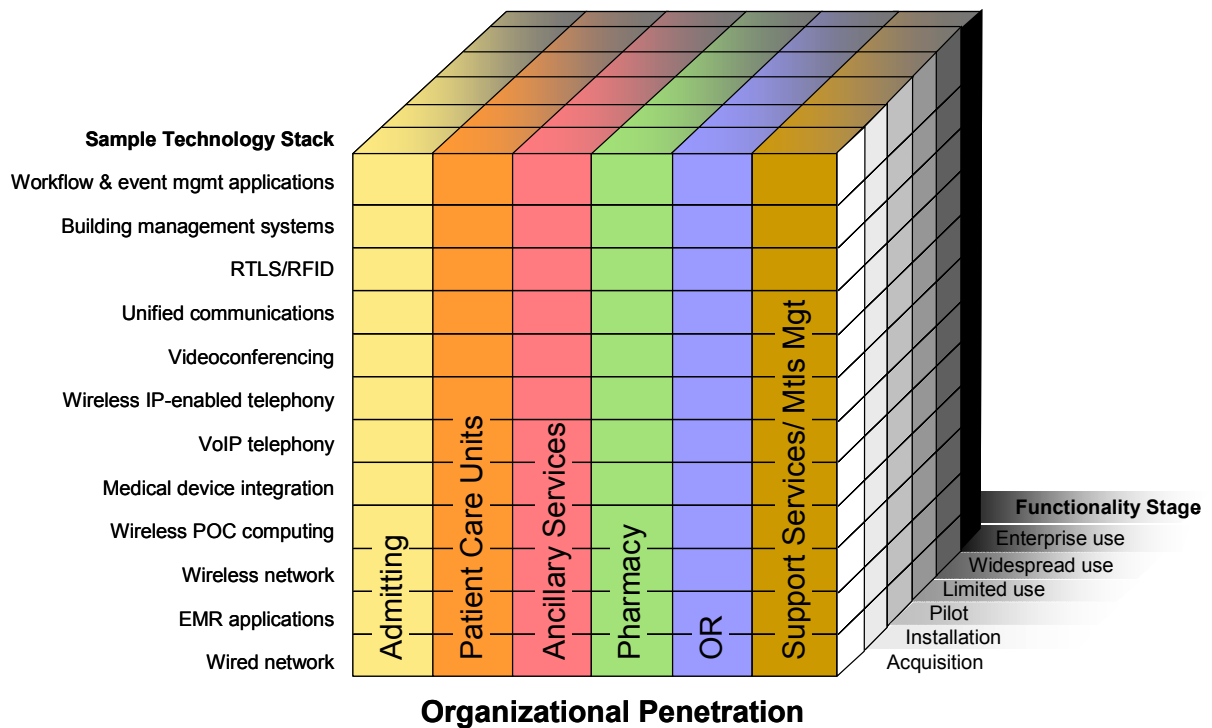 Sample Technology Stack
Workflow & event mgmt applications
Building management systems
RTLS/RFID
Unified communications
Videoconferencing
Wireless IP-enabled telephony
VoIP telephony
Medical device integration
Wireless POC computing
Wireless network
EMR applications
Wired network
Admitting
Patient Care Units
Ancillary Services
Pharmacy
OR
Support Services/ Mtls Mgt
Functionality Stage
Enterprise use
Widespread use
Limited use
Pilot
Installation
Acquisition
Organizational Penetration